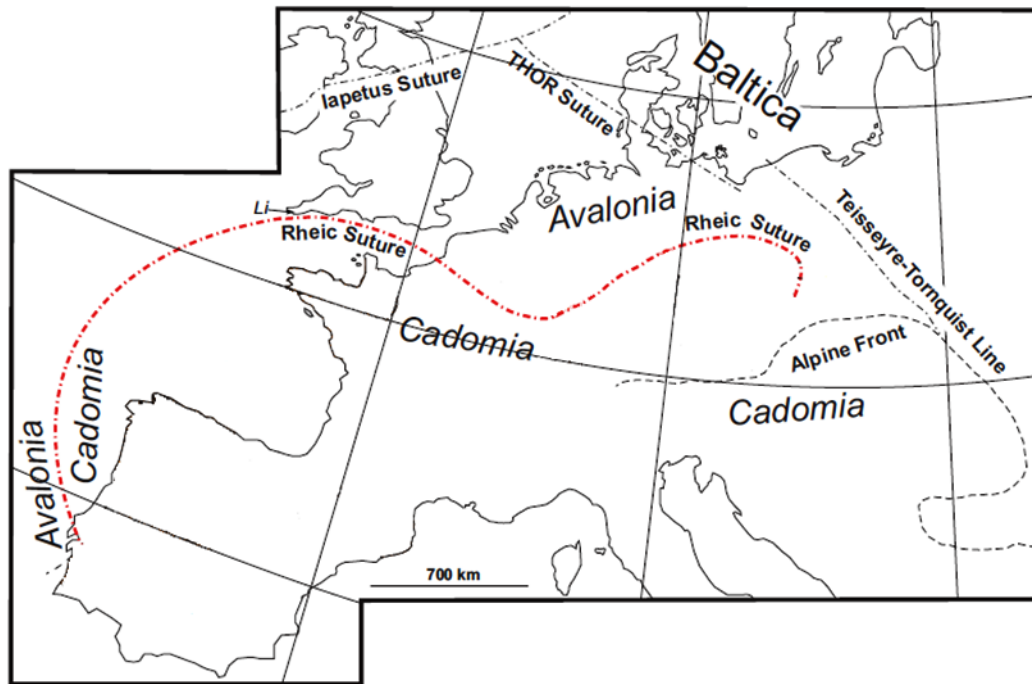 Baltica
Iapetus Suture
THOR Suture
Li
Rheic Suture
Avalonia
Rheic Suture
Teisseyre-Tornquist Line
Cadomia
Alpine Front
Cadomia
Cadomia
Avalonia
700 km